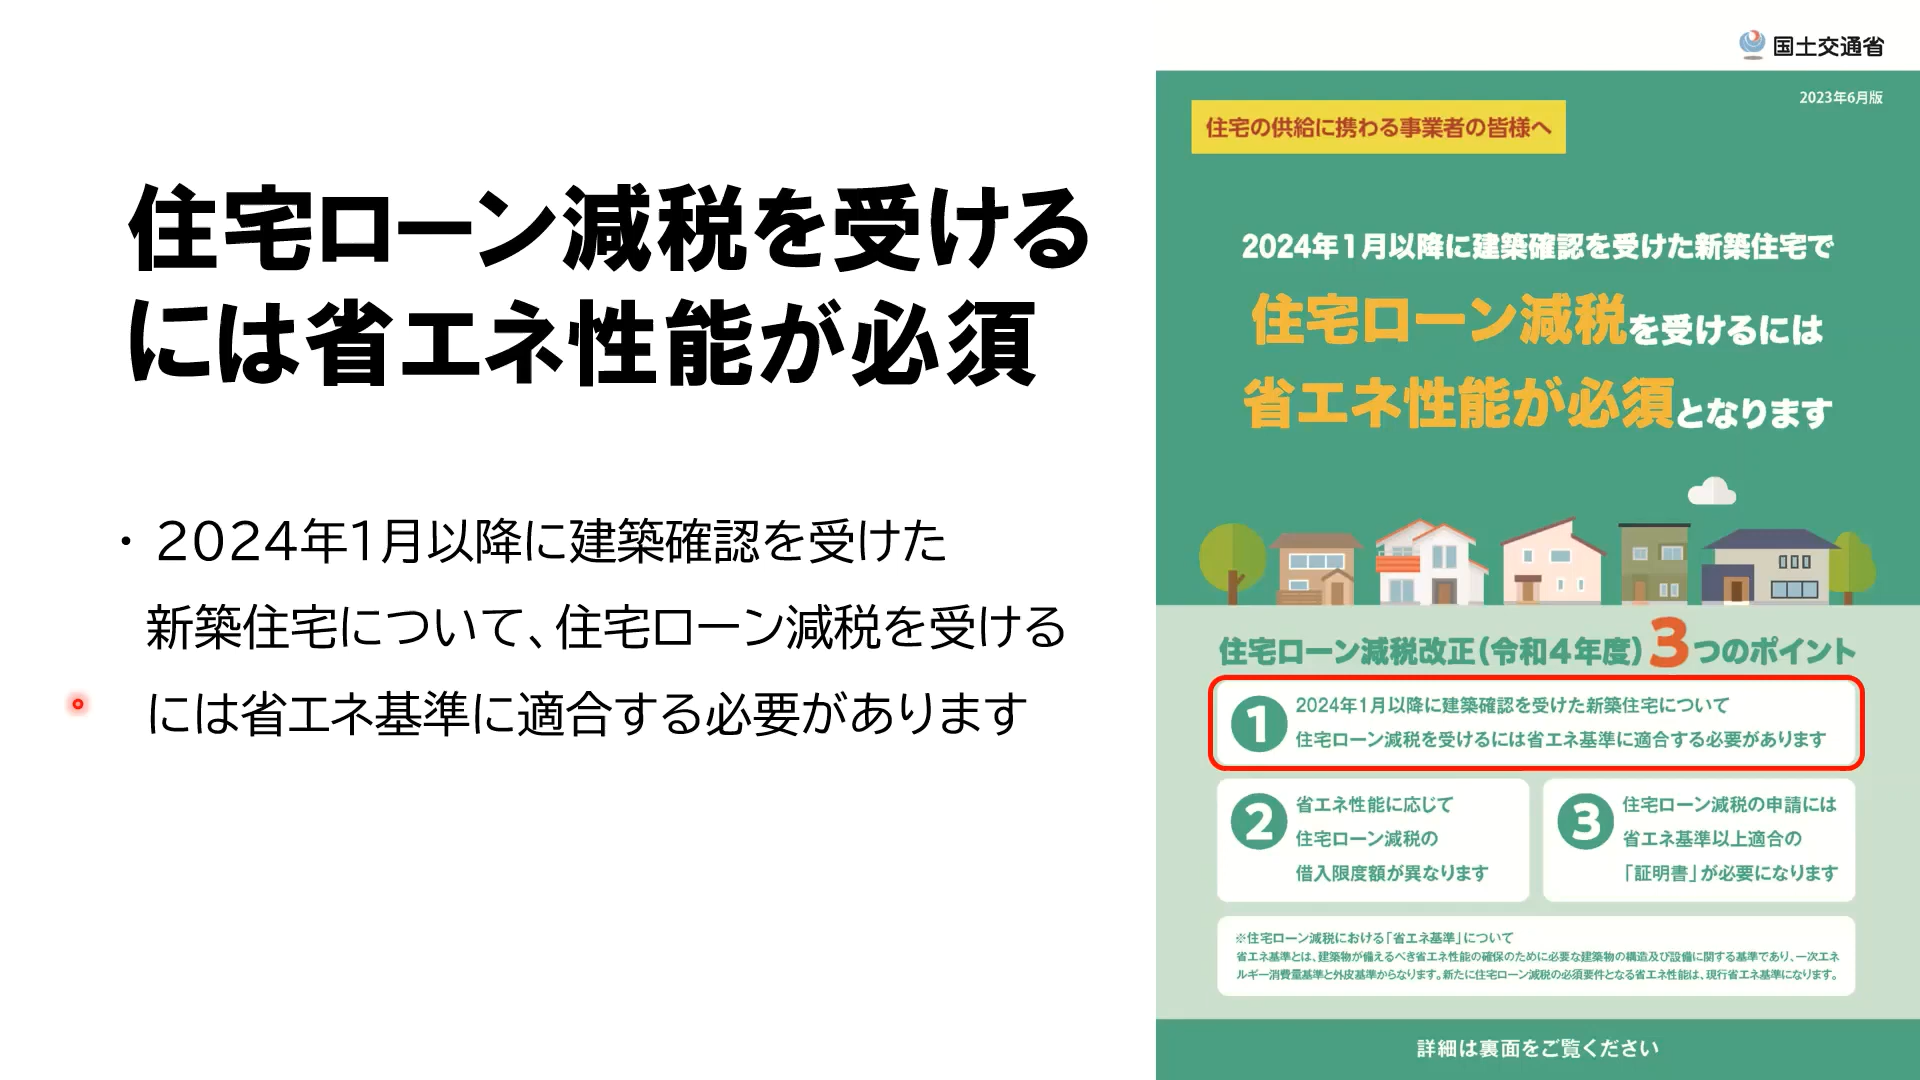 住宅ローン減税を受ける
には省エネ性能が必須
・2024年1月以降に建築確認を受けた
新築住宅について、住宅ローン減税を受ける
には省エネ基準に適合する必要があります
国土交通省
2023年6月版
住宅の供給に携わる事業者の皆様へ
2024年1月以降に建築確認を受けた新築住宅で
住宅ローン減税を受けるには
省エネ性能が必須となります
住宅ローン減税改正(令和4年度)3つのポイント
1
2024年1月以降に建築確認を受けた新築住宅について
住宅ローン減税を受けるには省エネ基準に適合する必要があります
2
省エネ性能に応じて
住宅ローン減税の
借入限度額が異なります
3
住宅ローン減税の申請には
省エネ基準以上適合の
「証明書」が必要になります
※住宅ローン減税における「省エネ基準」について
省エネ基準とは、建築物が備えるべき省エネ性能の確保のために必要な建築物の構造及び設備に関する基準であり、一次エネ
ルギー消費量基準と外皮基準からなります。新たに住宅ローン減税の必須要件となる省エネ性能は、現行省エネ基準になります。
詳細は裏面をご覧ください